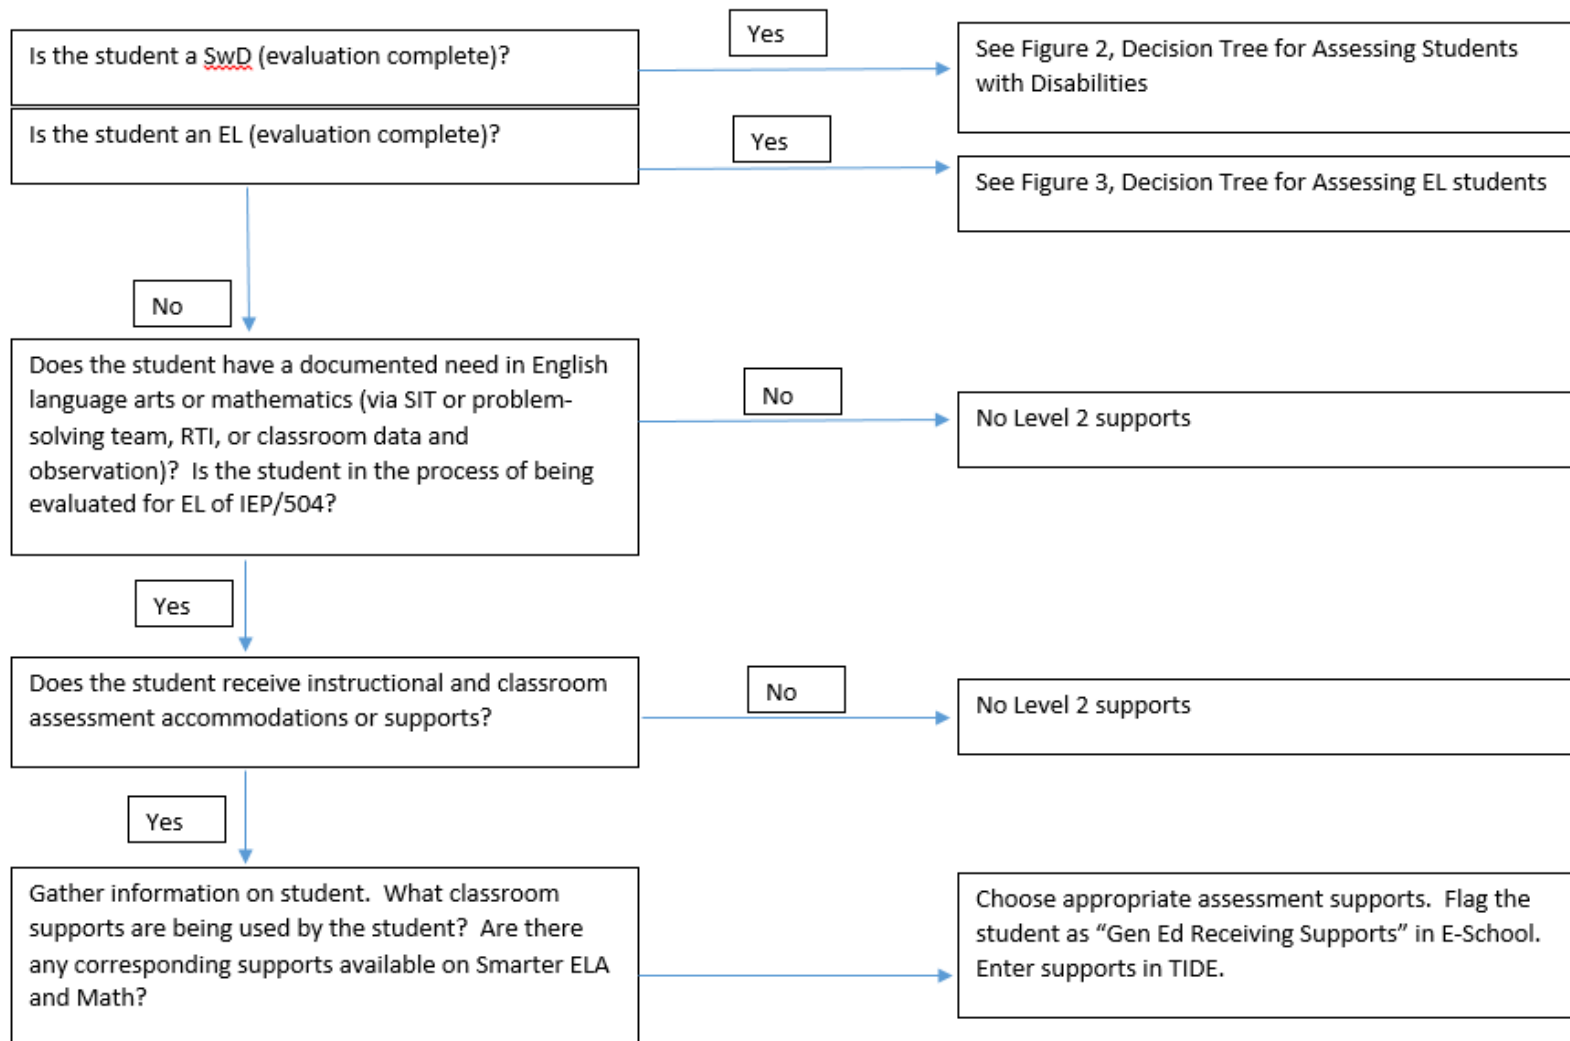 Is the student a SwD (evaluation complete)?
Yes
See Figure 2, Decision Tree for Assessing Students
with Disabilities
Is the student an EL (evaluation complete)?
Yes
See Figure 3, Decision Tree for Assessing EL students
No
Does the student have a documented need in English
language arts or mathematics (via SIT or problem-
solving team, RTI, or classroom data and
observation)?  Is the student in the process of being
evaluated for EL of IEP/504?
No
No Level 2 supports
Yes
Does the student receive instructional and classroom
assessment accommodations or supports?
No
No Level 2 supports
Yes
Gather information on student.  What classroom
supports are being used by the student?  Are there
any corresponding supports available on Smarter ELA
and Math?
Choose appropriate assessment supports.  Flag the
student as “Gen Ed Receiving Supports” in E-School.
Enter supports in TIDE.